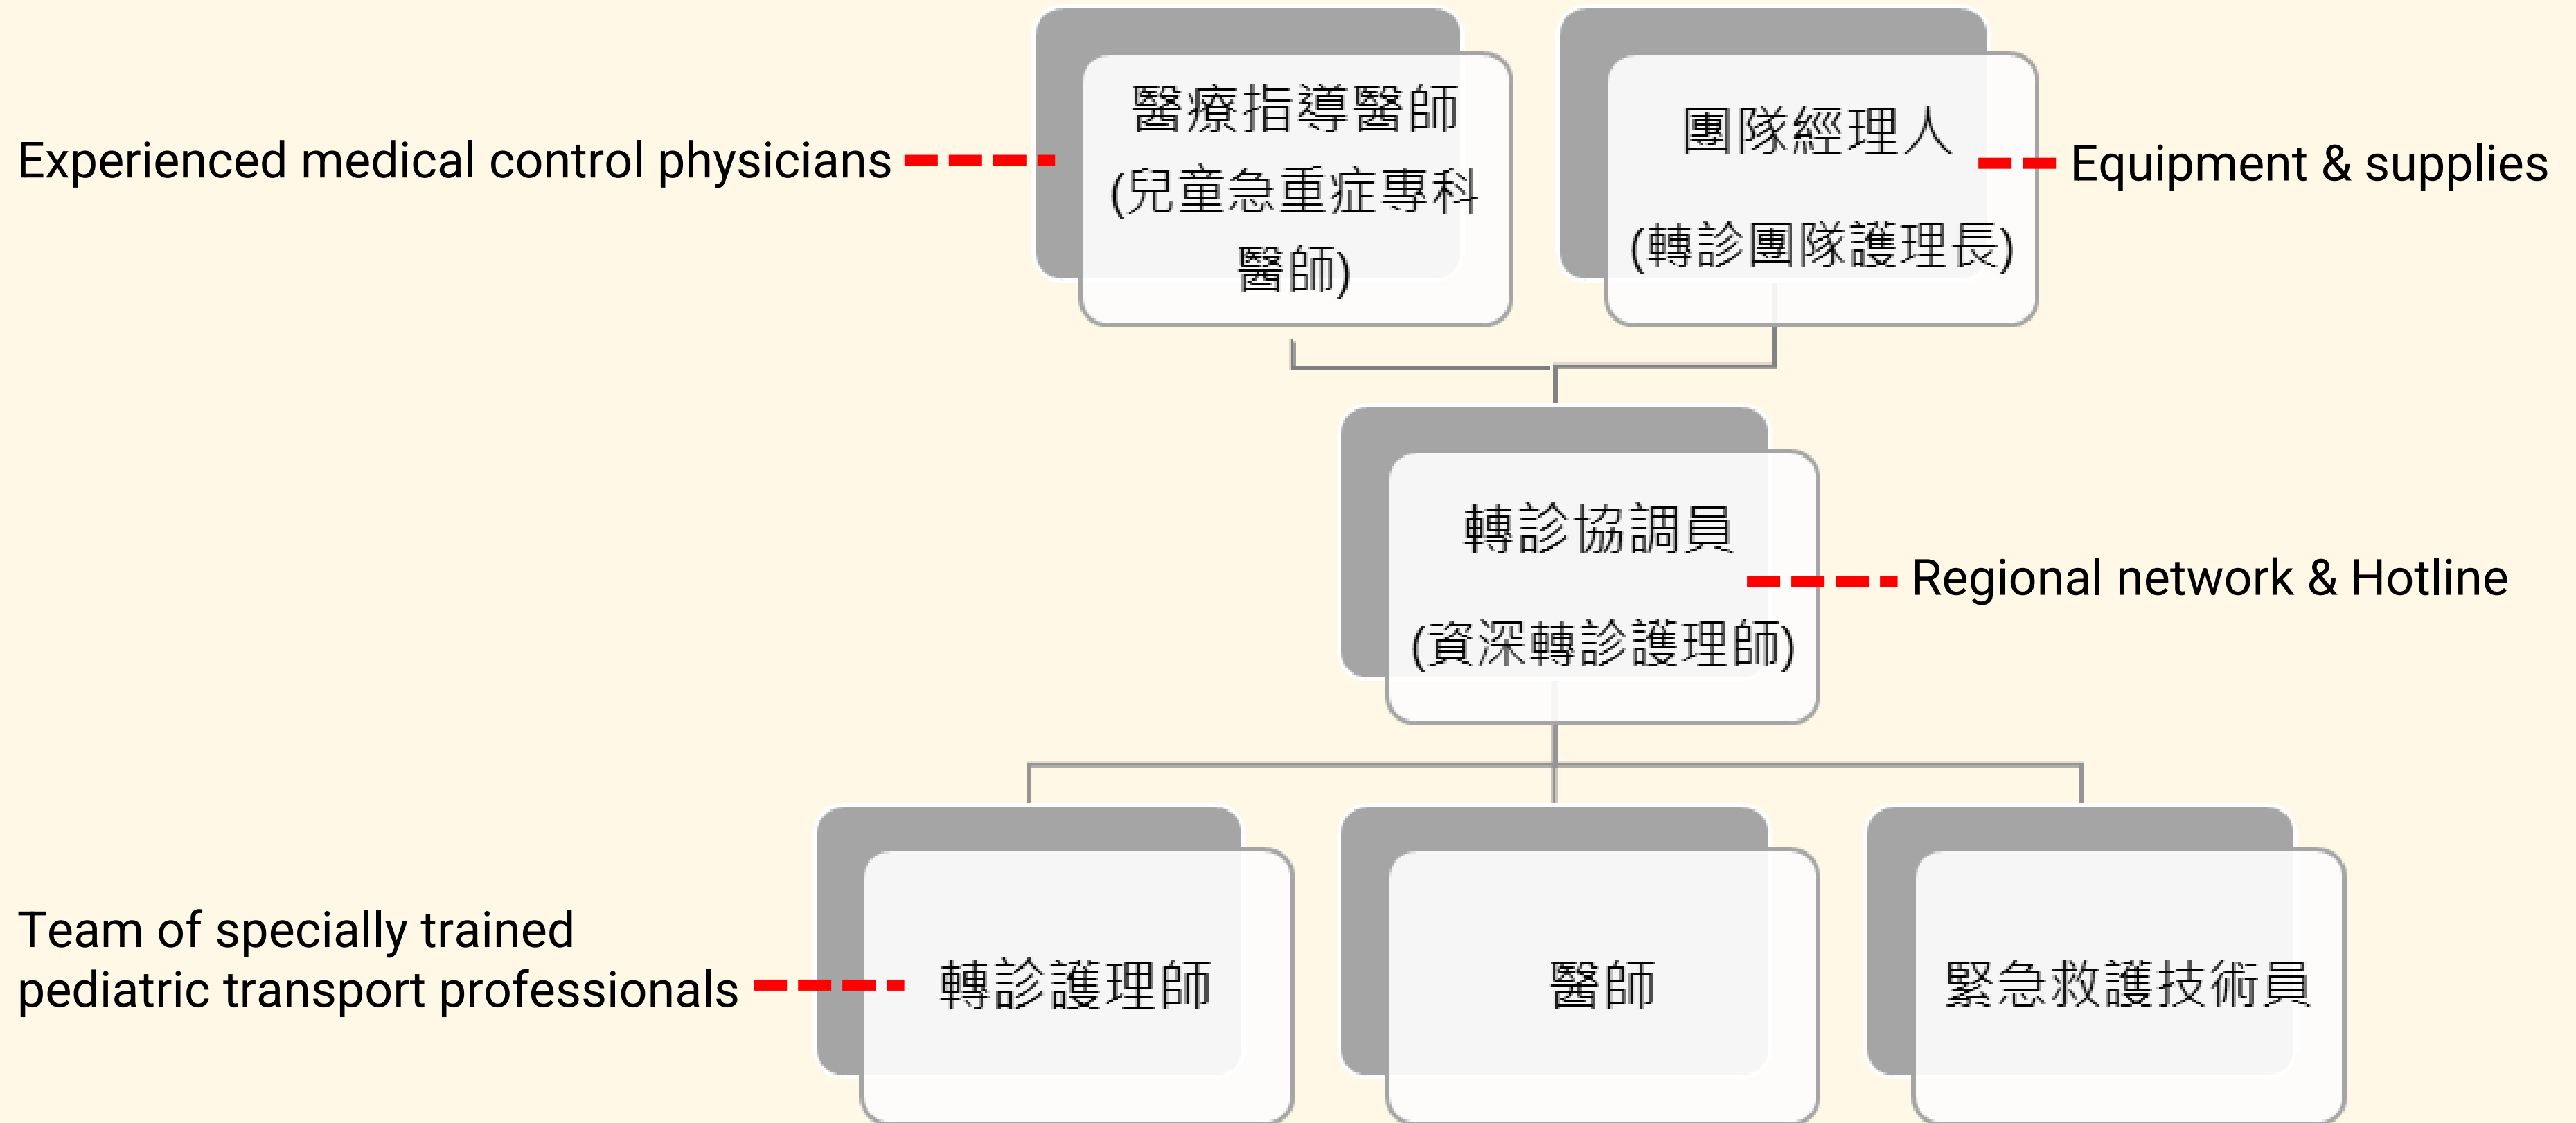 醫療指導醫師
(兒童急重症專科
醫師)
團隊經理人
(轉診團隊護理長)
Experienced medical control physicians
Equipment & supplies
轉診協調員
(資深轉診護理師)
Regional network & Hotline
Team of specially trained
pediatric transport professionals
轉診護理師
醫師
緊急救護技術員